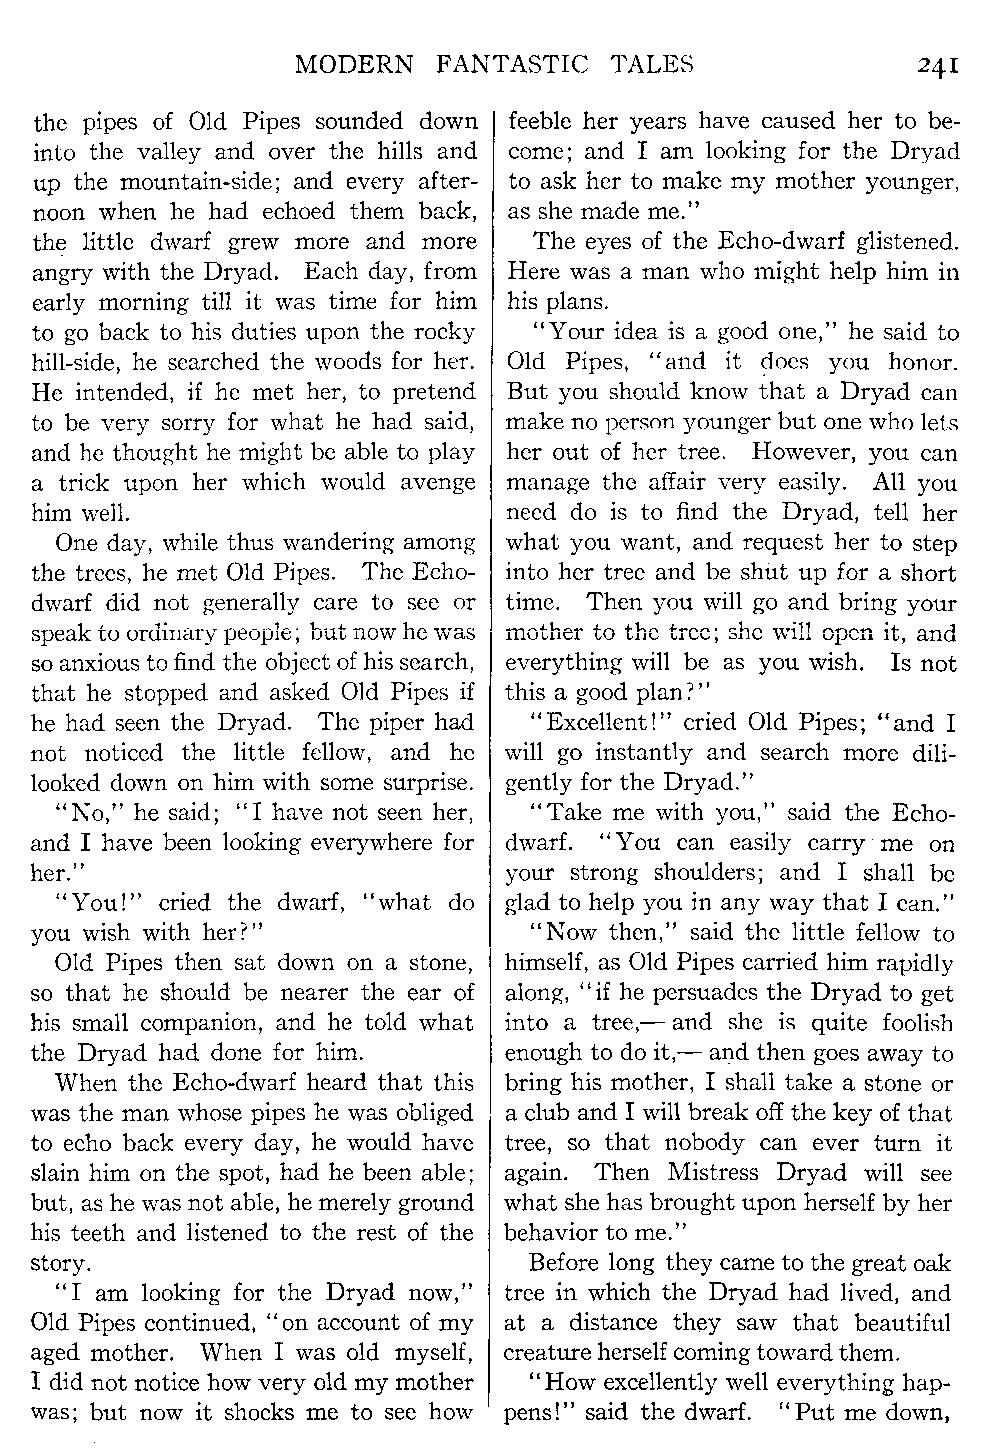 MODERN FANTASTIC TALES 241
the pipes of Old Pipes sounded down
into the valley and over the hills and
up the mountain-side; and every after-
noon when he had echoed them back,
the little dwarf grew more and more
angry with the Dryad. Each day, from
early morning till it was time for him
to go back to his duties upon the rocky
hill-side, he searched the woods for her.
He intended, if he met her, to pretend
to be very sorry for what he had said,
and he thought he might be able to play
a trick upon her which would avenge
him well.
One day, while thus wandering among
the trees, he met Old Pipes. The Echo-
dwarf did not generally care to see or
speak to ordinary people; but now he was
so anxious to find the object of his search,
that he stopped and asked Old Pipes if
he had seen the Dryad. The piper had
not noticed the little fellow, and he
looked down on him with some surprise.
"No," he said; "I have not seen her,
and I have been looking everywhere for
her."
"You!" cried the dwarf, "what do
you wish with her?"
Old Pipes then sat down on a stone,
so that he should be nearer the ear of
his small companion, and he told what
the Dryad had done for him.
When the Echo-dwarf heard that this
was the man whose pipes he was obliged
to echo back every day, he would have
slain him on the spot, had he been able;
but, as he was not able, he merely ground
his teeth and listened to the rest of the
story.
"I am looking for the Dryad now,"
Old Pipes continued, "on account of my
aged mother. When I was old myself,
I did not notice how very old my mother
was; but now it shocks me to see how
feeble her years have caused her to be-
come; and I am looking for the Dryad
to ask her to make my mother younger,
as she made me."
The eyes of the Echo-dwarf glistened.
Here was a man who might help him in
his plans.
"Your idea is a good one," he said to
Old Pipes, "and it does you honor.
But you should know that a Dryad can
make no person younger but one who lets
her out of her tree. However, you can
manage the affair very easily. All you
need do is to find the Dryad, tell her
what you want, and request her to step
into her tree and be shut up for a short
time. Then you will go and bring your
mother to the tree; she will open it, and
everything will be as you wish. Is not
this a good plan?"
"Excellent!" cried Old Pipes; "and I
will go instantly and search more dili-
gently for the Dryad."
"Take me with you," said the Echo-
dwarf. "You can easily carry me on
your strong shoulders; and I shall be
glad to help you in any way that I can."
"Now then," said the little fellow to
himself, as Old Pipes carried him rapidly
along, "if he persuades the Dryad to get
into a tree,— and she is quite foolish
enough to do it,— and then goes away to
bring his mother, I shall take a stone or
a club and I will break off the key of that
tree, so that nobody can ever turn it
again. Then Mistress Dryad will see
what she has brought upon herself by her
behavior to me."
Before long they came to the great oak
tree in which the Dryad had lived, and
at a distance they saw that beautiful
creature herself coming toward them.
"How excellently well everything hap-
pens!" said the dwarf. "Put me down,